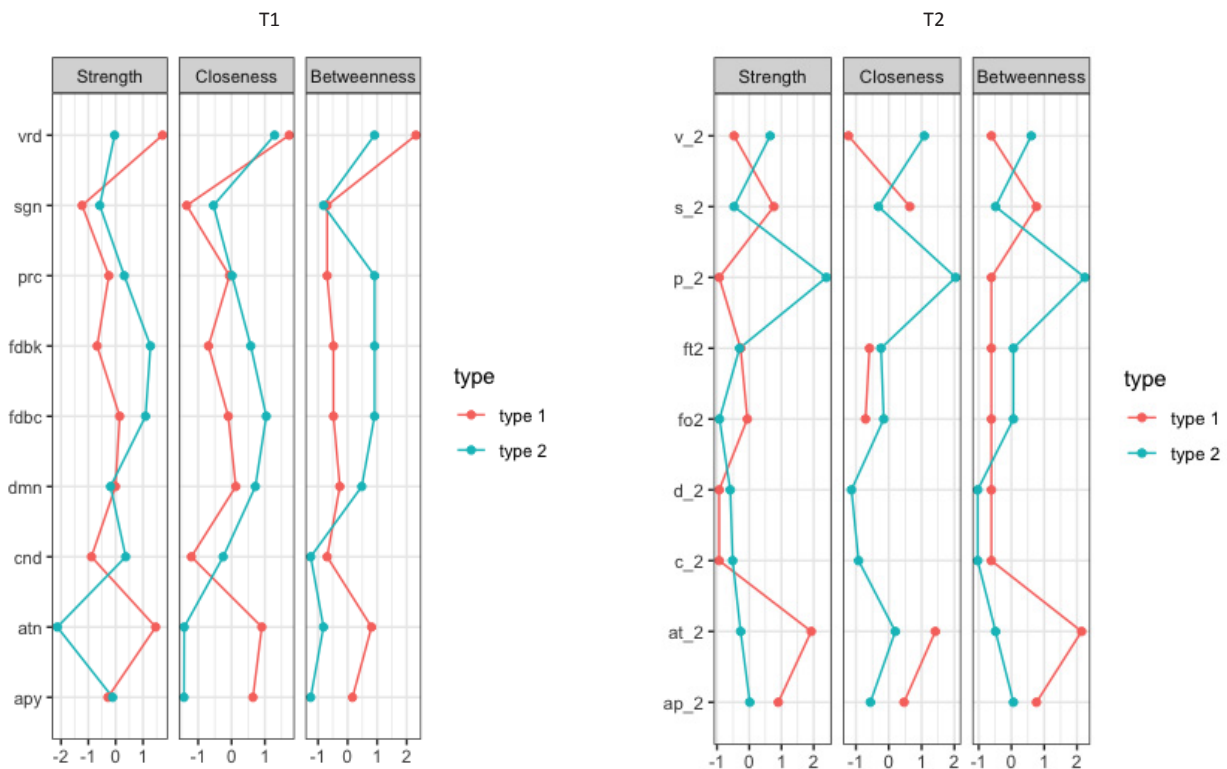 T1
T2
Strength Closeness Betweenness
Strength Closeness Betweenness
vrd
sgn
prc
fdbk
fdbc
dmn
cnd
atn
apy
-2 -1 0 1
-1 0 1
-1 0 1 2
type
type 1
type 2
v_2
s_2
p_2
ft2
fo2
d_2
c_2
at_2
ap_2
-1 0 1 2
-1 0 1 2
-1 0 1 2
type
type 1
type 2